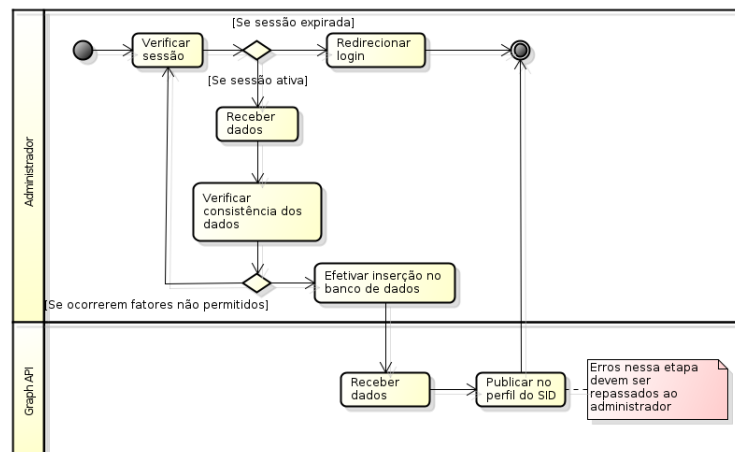 [Se sessão expirada]
Administrador
Verificar
sessão
Redirecionar
login
[Se sessão ativa]
Receber
dados
Verificar
consistência dos
dados
Efetivar inserção no
banco de dados
[Se ocorrerem fatores não permitidos]
Graph API
Receber
dados
Publicar no
perfil do SID
Erros nessa etapa
devem ser
repassados ao
administrador